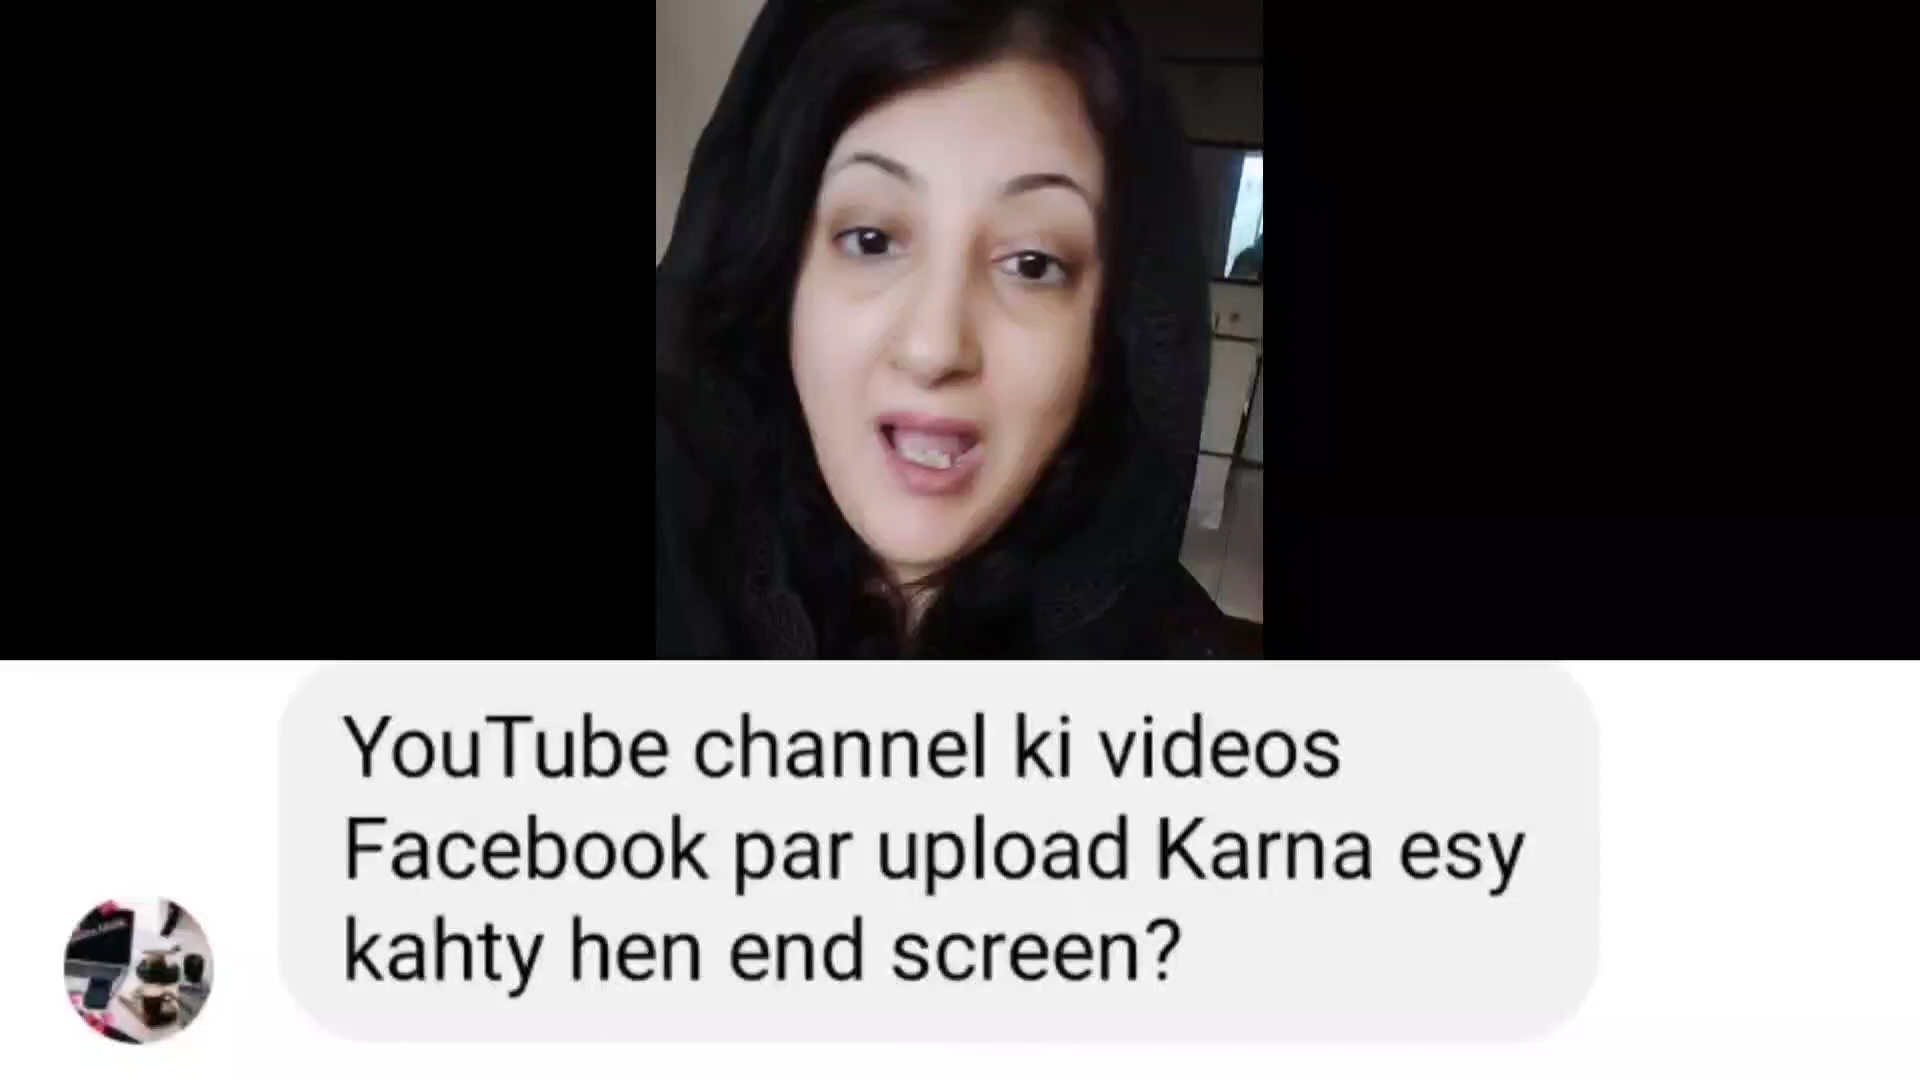 YouTube channel ki videos
Facebook par upload Karna esy
kahty hen end screen?